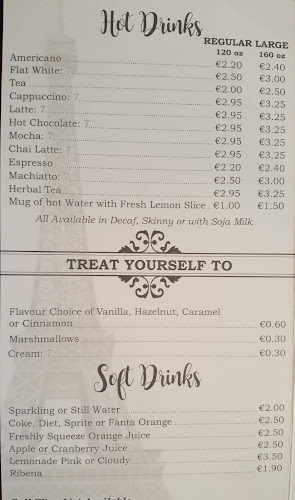 Hot Drinks
REGULAR LARGE
120 oz 160 oz
Americano €2.20 €2.40
Flat White: 7 €2.50 €3.00
Tea €2.00 €2.50
Cappuccino: 7 €2.95 €3.25
Latte: 7 €2.95 €3.25
Hot Chocolate: 7 €2.95 €3.25
Mocha: 7 €2.95 €3.25
Chai Latte: 7 €2.95 €3.25
Espresso €2.20 €2.40
Machiatto: 7 €2.50 €3.00
Herbal Tea €2.95 €3.25
Mug of hot Water with Fresh Lemon Slice €1.00 €1.50
All Available in Decaf, Skinny or with Soja Milk
TREAT YOURSELF TO
Flavour Choice of Vanilla, Hazelnut, Caramel
or Cinnamon €0.60
Marshmallows €0.30
Cream: 7 €0.30
Soft Drinks
Sparkling or Still Water €2.00
Coke, Diet, Sprite or Fanta Orange €2.50
Freshly Squeeze Orange Juice €2.50
Apple or Cranberry Juice €2.50
Lemonade Pink or Cloudy €3.50
Ribena €1.90